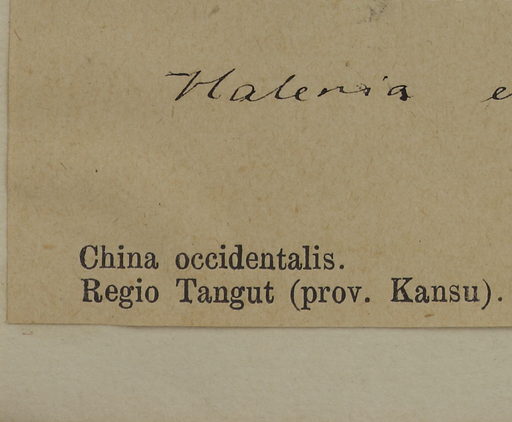 Halenia e
China occidentalis.
Regio Tangut (prov. Kansu).